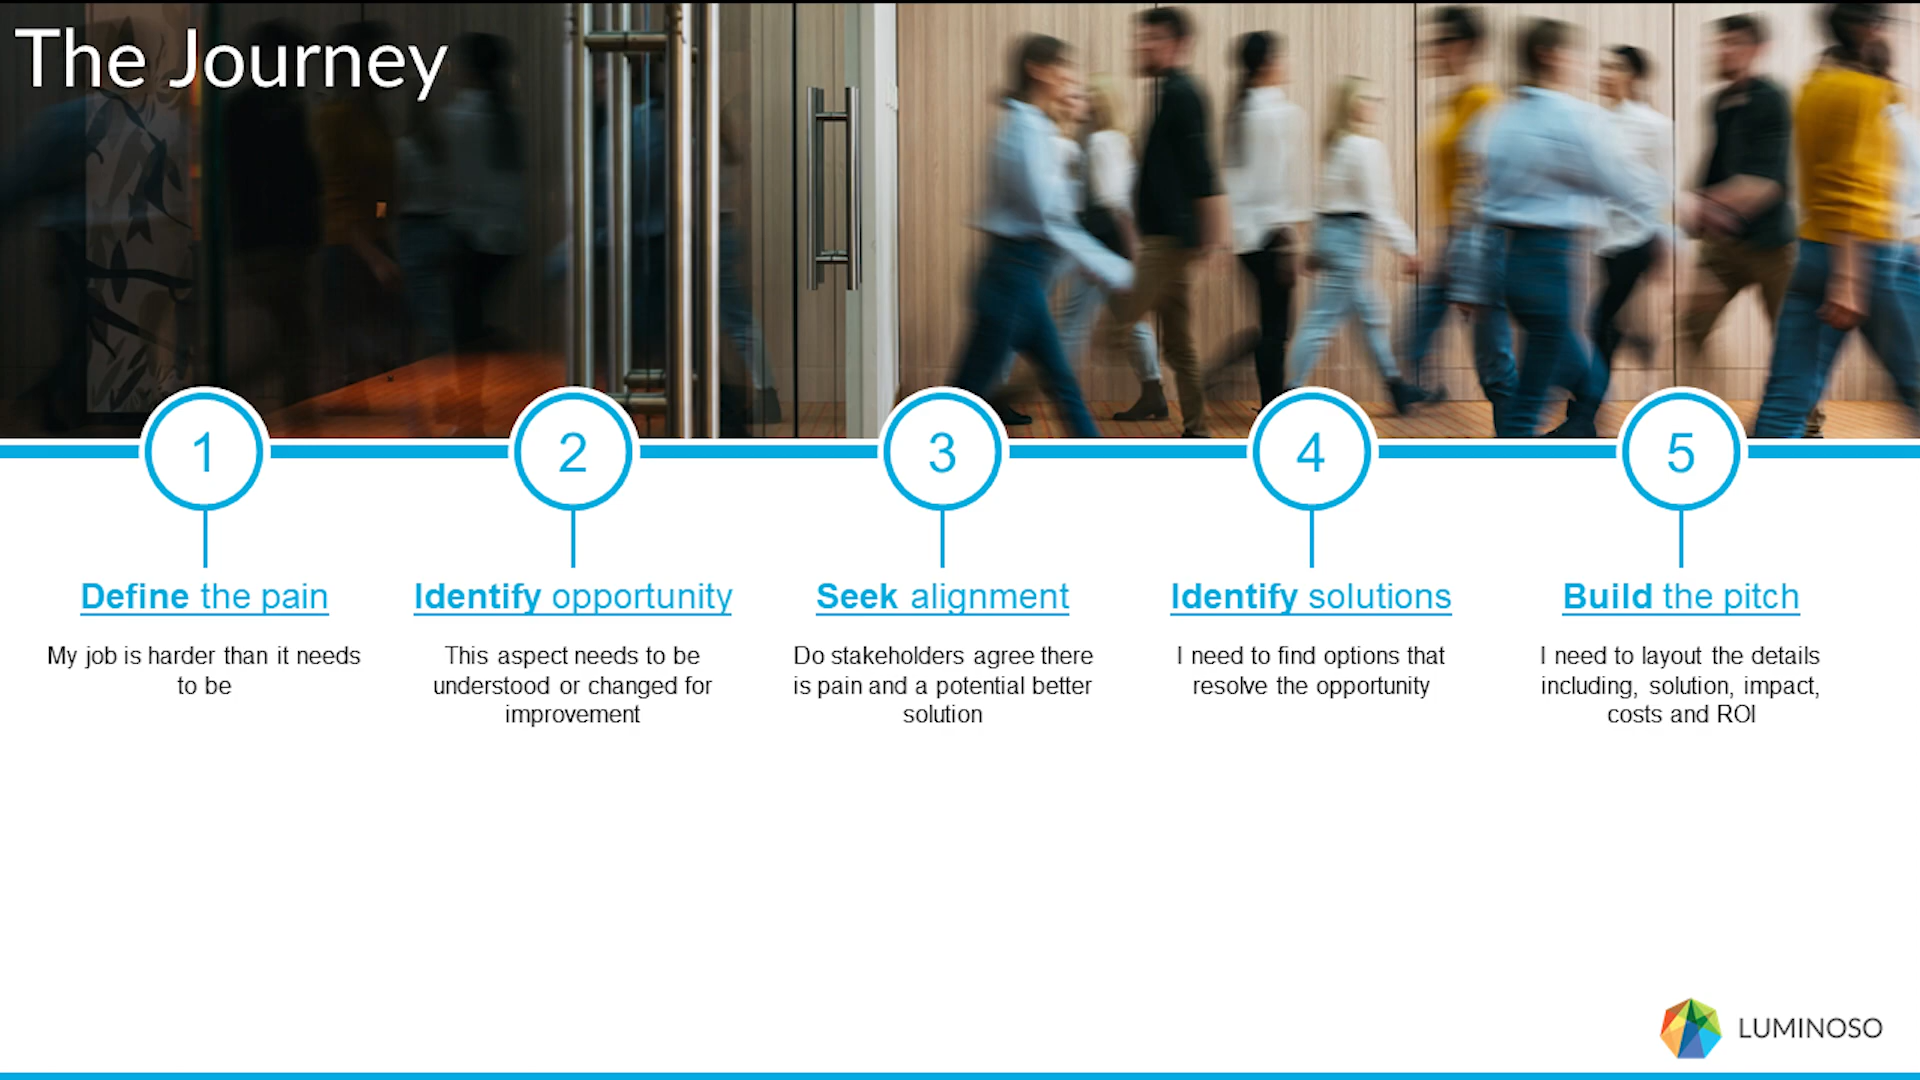 The Journey
1
2
3
4
5
Define the pain
My job is harder than it needs
to be
Identify opportunity
This aspect needs to be
understood or changed for
improvement
Seek alignment
Do stakeholders agree there
is pain and a potential better
solution
Identify solutions
I need to find options that
resolve the opportunity
Build the pitch
I need to layout the details
including, solution, impact,
costs and ROI
LUMINOSO